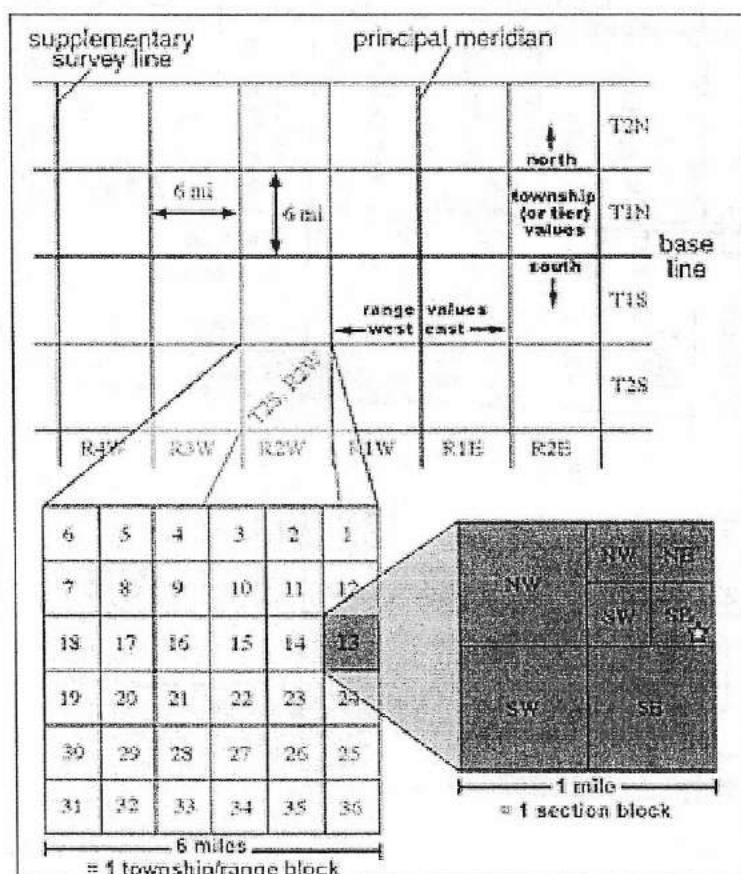 supplementary
survey line
principal meridian
T2N
north
6 mi
6 mi
township
(or tier)
values
T1N
base
line
south
range values
west east
T1S
T2S, R2W
T2S
R4W R3W R2W R1W R1E R2E
6 5 4 3 2 1
7 8 9 10 11 12
18 17 16 15 14 13
19 20 21 22 23 24
30 29 28 27 26 25
31 32 33 34 35 36
6 miles
= 1 township/range block
NW NW NE
SW SE
SW SE
1 mile
= 1 section block